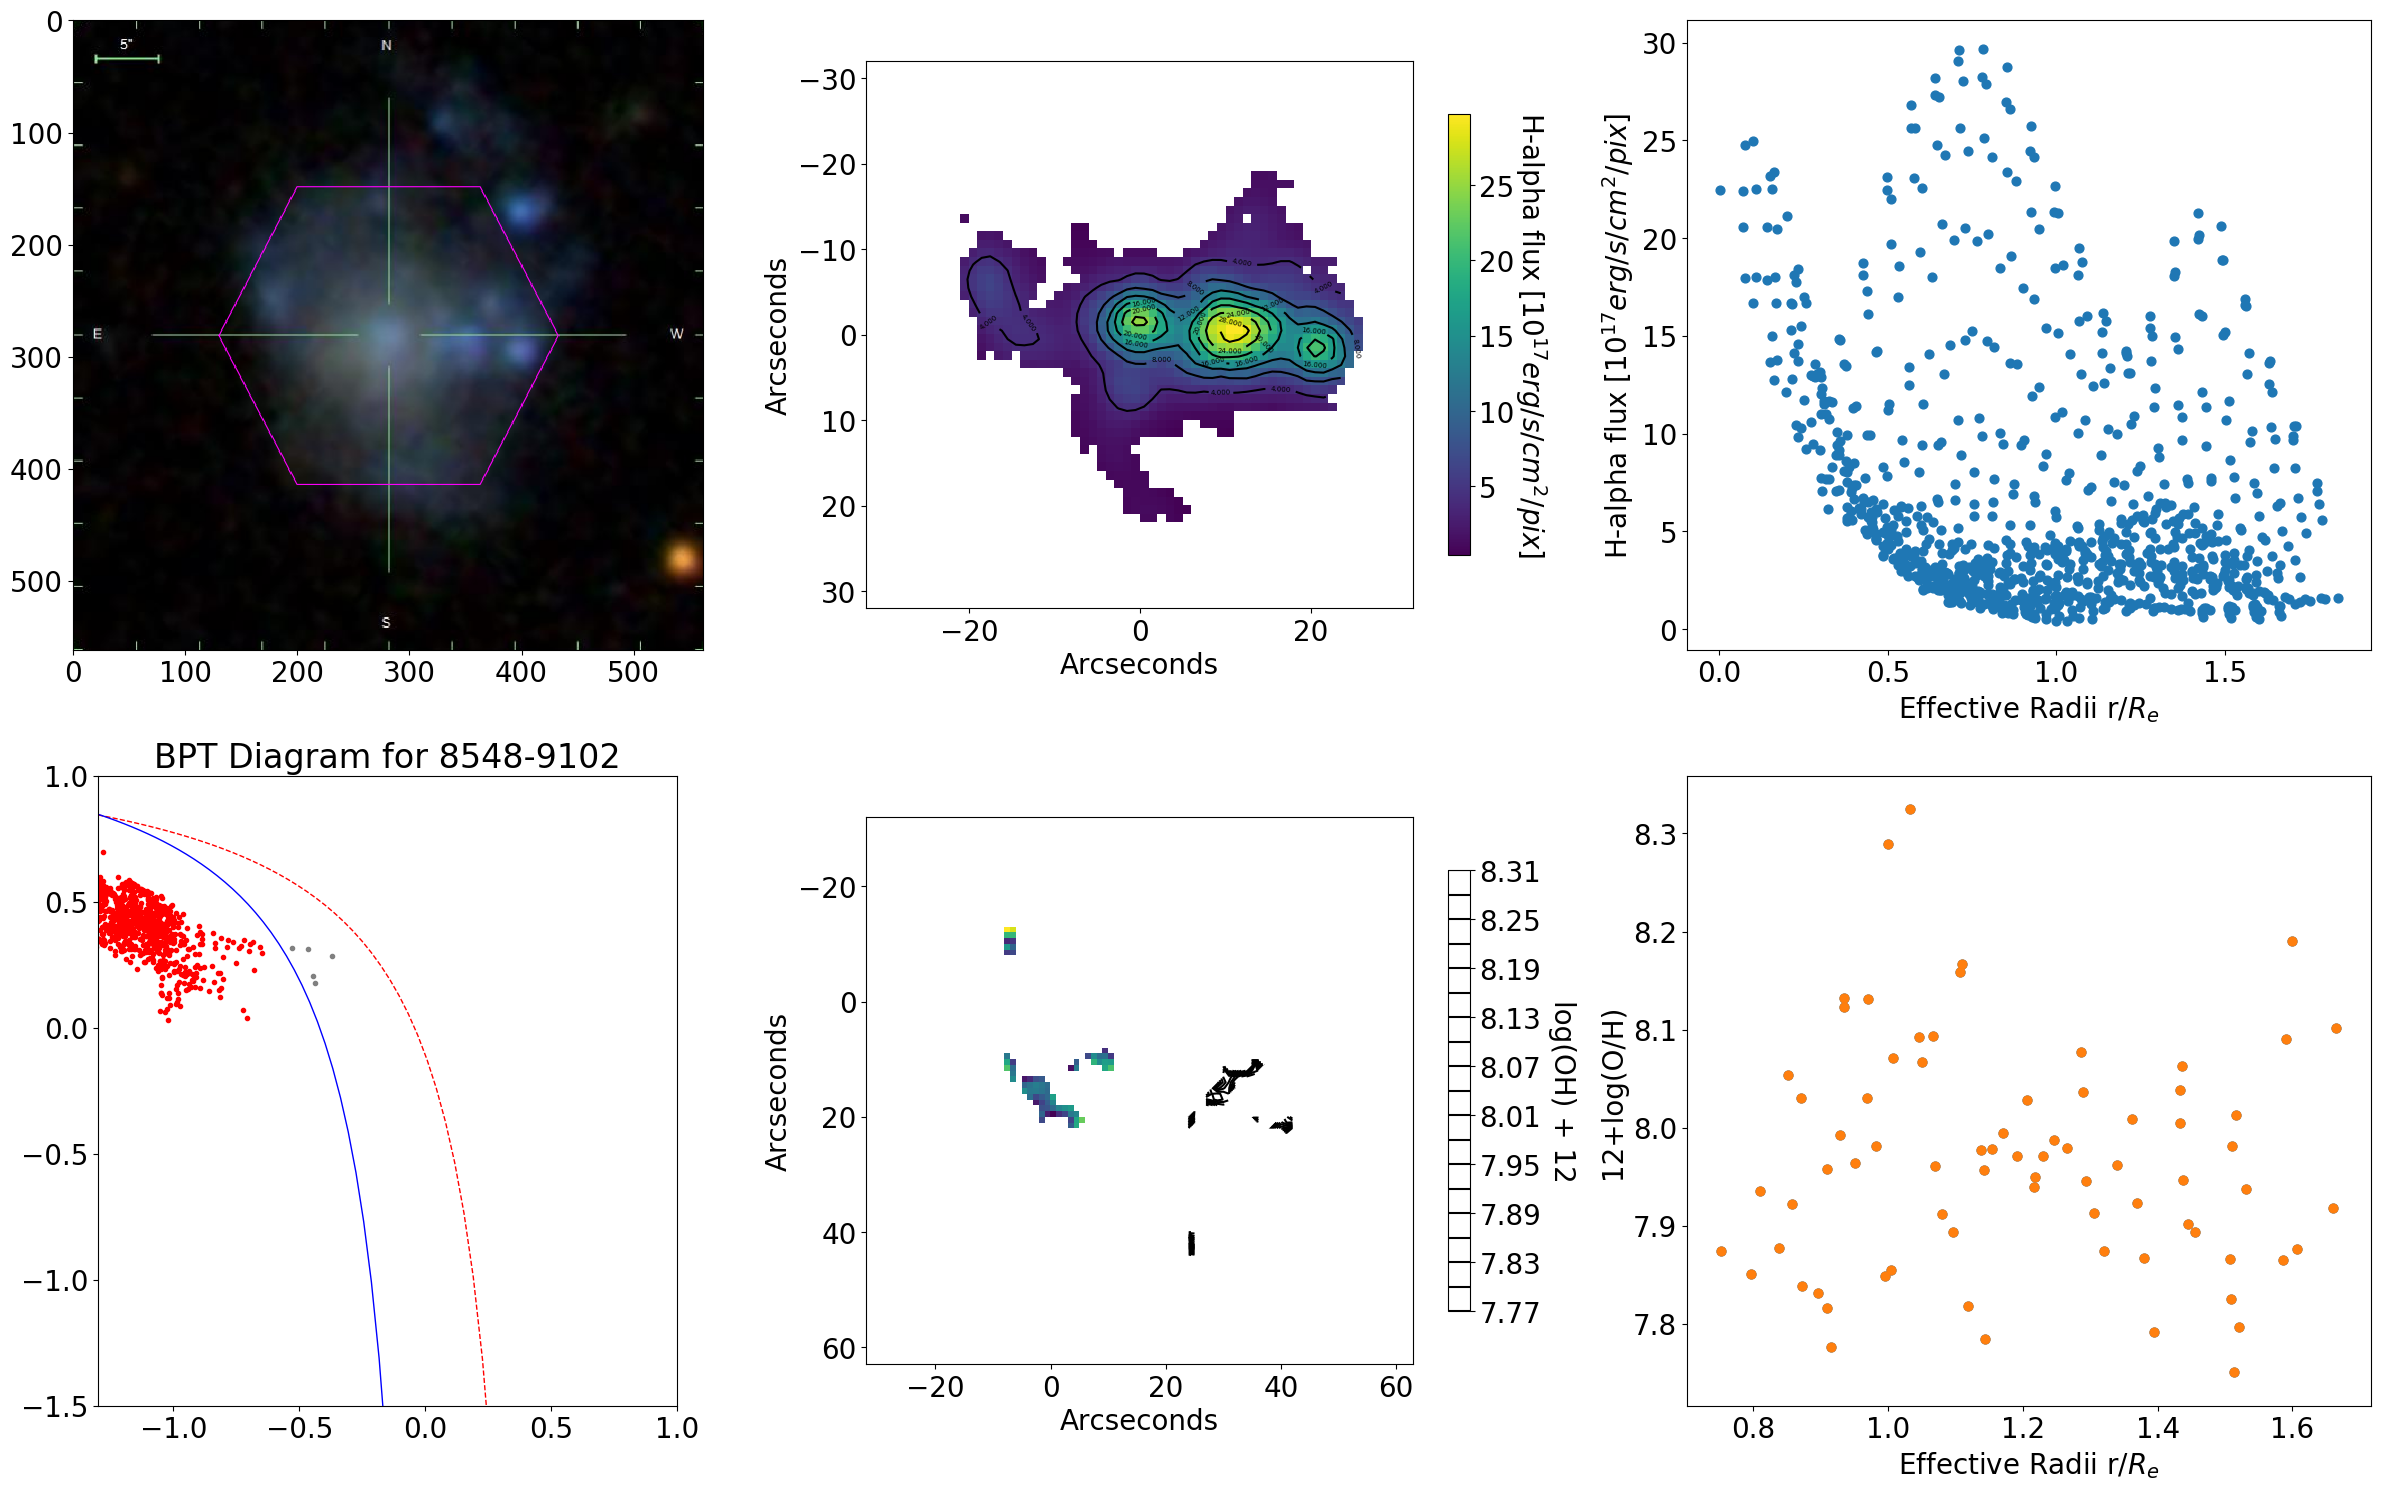 0
100
200
300
400
500
0 100 200 300 400 500
5"
N
E
W
S
−30
−20
−10
0
10
20
30
−20 0 20
Arcseconds
Arcseconds
25
20
15
10
5
H-alpha flux [10^17 erg/s/cm^2/pix]
30
25
20
15
10
5
0
0.0 0.5 1.0 1.5
H-alpha flux [10^17 erg/s/cm^2/pix]
Effective Radii r/R_e
BPT Diagram for 8548-9102
1.0
0.5
0.0
−0.5
−1.0
−1.5
−1.0 −0.5 0.0 0.5 1.0
−20
0
20
40
60
−20 0 20 40 60
Arcseconds
Arcseconds
8.31
8.25
8.19
8.13
8.07
8.01
7.95
7.89
7.83
7.77
log(OH) + 12
8.3
8.2
8.1
8.0
7.9
7.8
0.8 1.0 1.2 1.4 1.6
12+log(O/H)
Effective Radii r/R_e